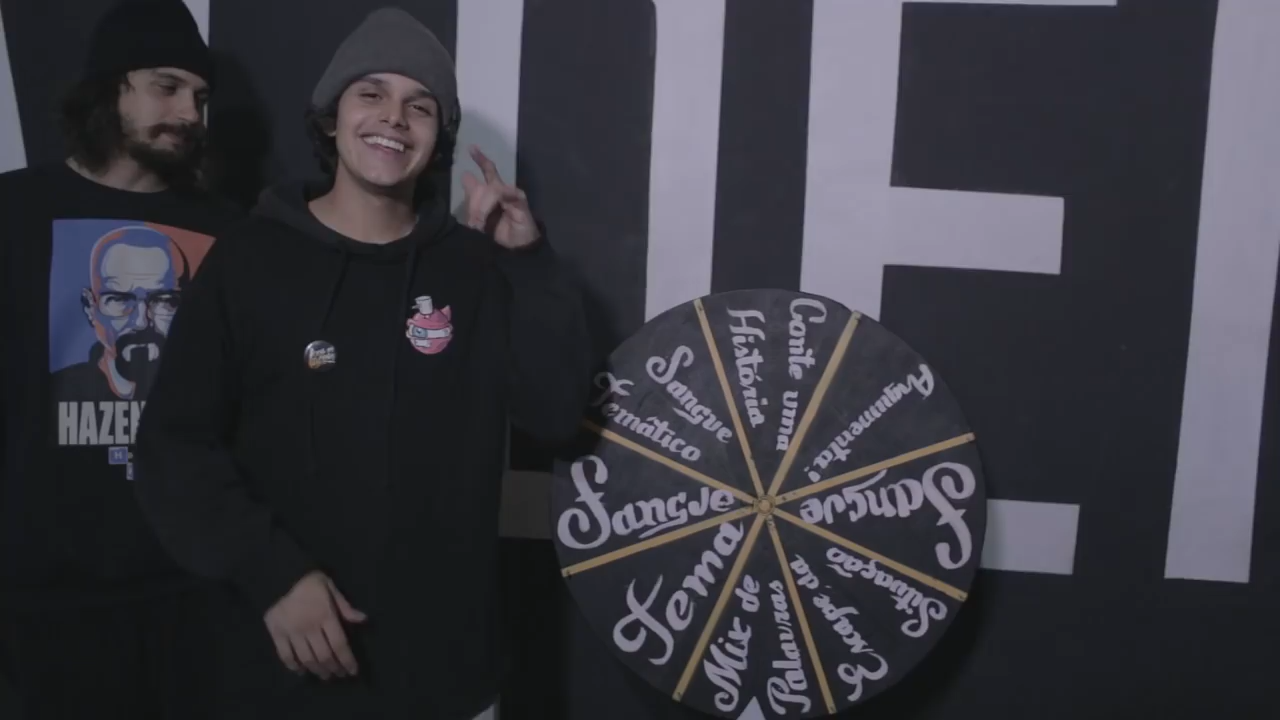 HAZEN
Conte uma
História
Argumenta!
Sangue
Escape da
Situação
Mix de
Palavras
Tema
Sangue
Sangue
Temático